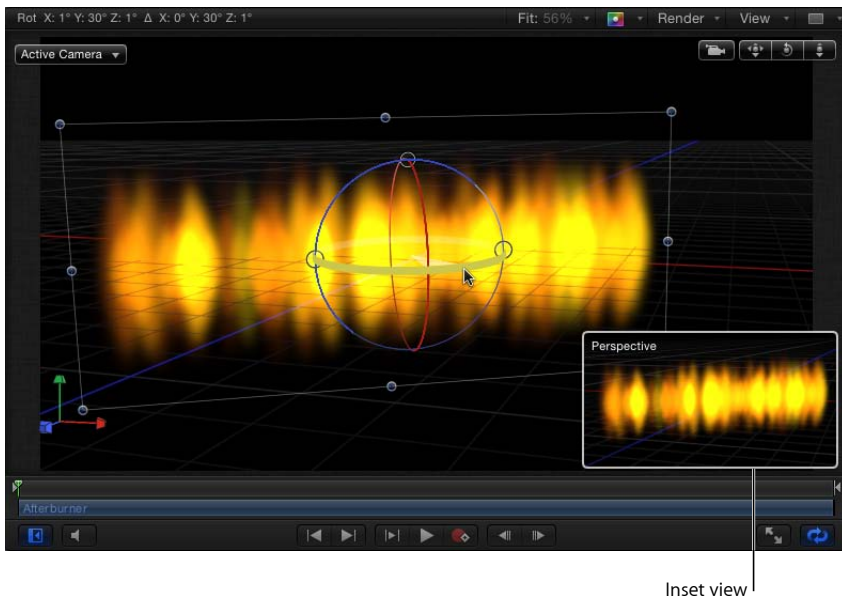 Rot X: 1° Y: 30° Z: 1° Δ X: 0° Y: 30° Z: 1° Fit: 56% Render View
Active Camera
Perspective
Afterburner
Inset view